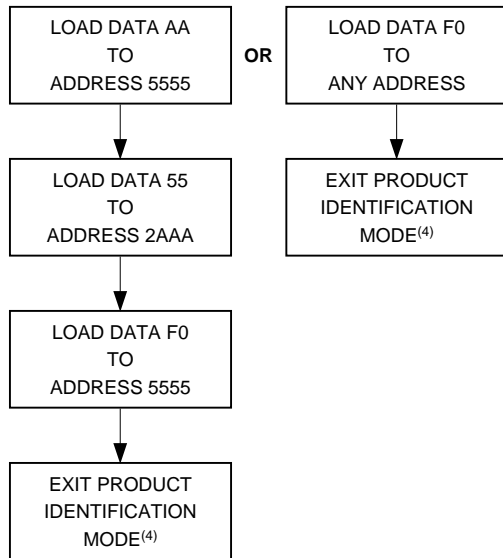 LOAD DATA AA
TO
ADDRESS 5555
OR
LOAD DATA F0
TO
ANY ADDRESS
LOAD DATA 55
TO
ADDRESS 2AAA
EXIT PRODUCT
IDENTIFICATION
MODE(4)
LOAD DATA F0
TO
ADDRESS 5555
EXIT PRODUCT
IDENTIFICATION
MODE(4)